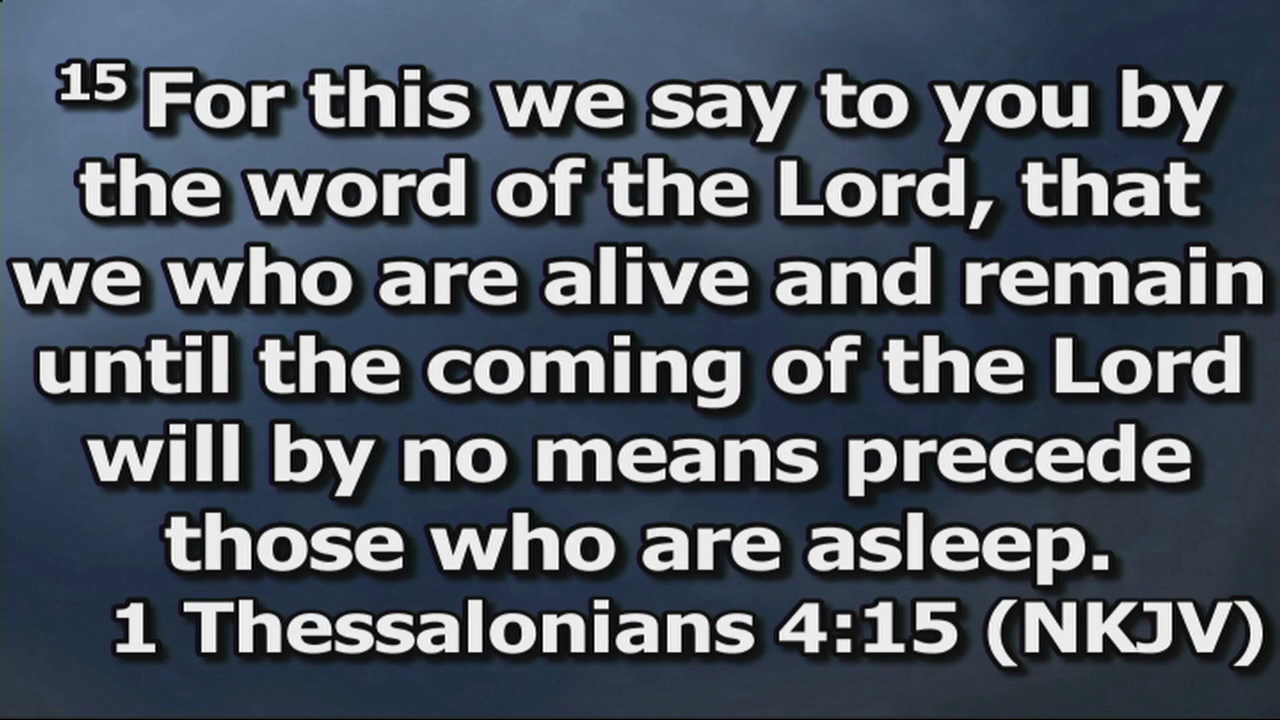 15 For this we say to you by
the word of the Lord, that
we who are alive and remain
until the coming of the Lord
will by no means precede
those who are asleep.
1 Thessalonians 4:15 (NKJV)